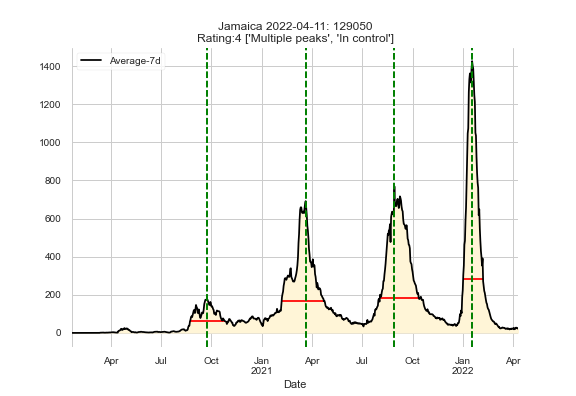 Jamaica 2022-04-11: 129050
Rating:4 ['Multiple peaks', 'In control']
Average-7d
1400
1200
1000
800
600
400
200
0
Apr Jul Oct Jan Apr Jul Oct Jan Apr
2021 2022
Date